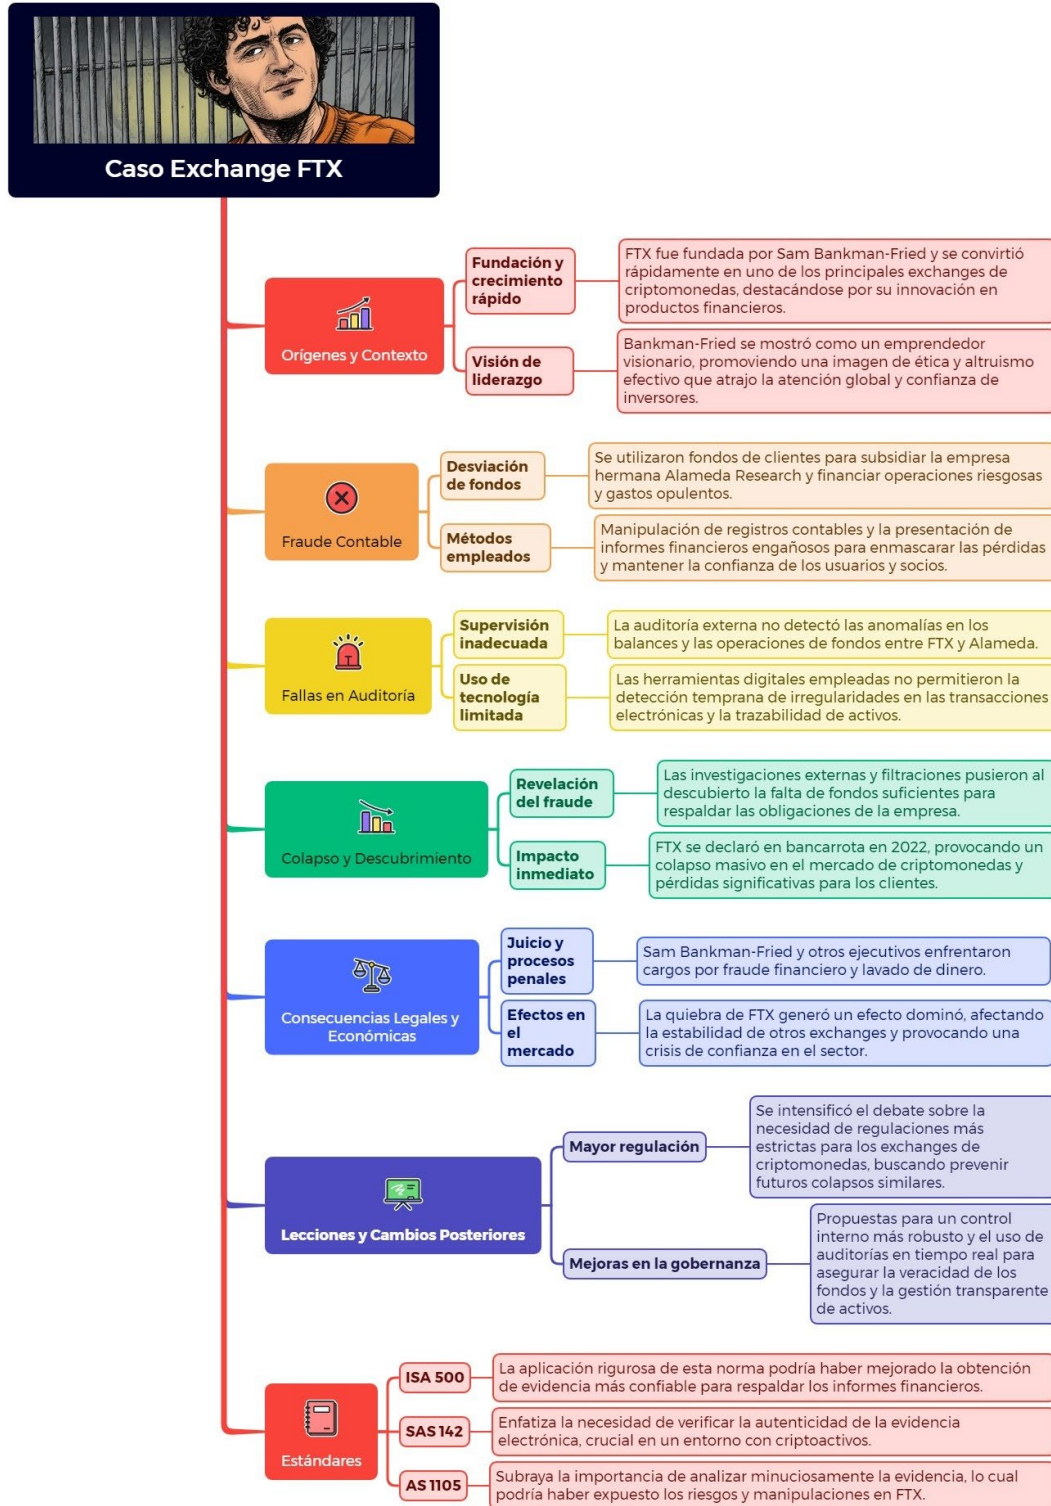 Caso Exchange FTX
Orígenes y Contexto
Fundación y
crecimiento
rápido
FTX fue fundada por Sam Bankman-Fried y se convirtió
rápidamente en uno de los principales exchanges de
criptomonedas, destacándose por su innovación en
productos financieros.
Visión de
liderazgo
Bankman-Fried se mostró como un emprendedor
visionario, promoviendo una imagen de ética y altruismo
efectivo que atrajo la atención global y confianza de
inversores.
Fraude Contable
Desviación
de fondos
Se utilizaron fondos de clientes para subsidiar la empresa
hermana Alameda Research y financiar operaciones riesgosas
y gastos opulentos.
Métodos
empleados
Manipulación de registros contables y la presentación de
informes financieros engañosos para enmascarar las pérdidas
y mantener la confianza de los usuarios y socios.
Fallas en Auditoría
Supervisión
inadecuada
La auditoría externa no detectó las anomalías en los
balances y las operaciones de fondos entre FTX y Alameda.
Uso de
tecnología
limitada
Las herramientas digitales empleadas no permitieron la
detección temprana de irregularidades en las transacciones
electrónicas y la trazabilidad de activos.
Colapso y Descubrimiento
Revelación
del fraude
Las investigaciones externas y filtraciones pusieron al
descubierto la falta de fondos suficientes para
respaldar las obligaciones de la empresa.
Impacto
inmediato
FTX se declaró en bancarrota en 2022, provocando un
colapso masivo en el mercado de criptomonedas y
pérdidas significativas para los clientes.
Consecuencias Legales y
Económicas
Juicio y
procesos
penales
Sam Bankman-Fried y otros ejecutivos enfrentaron
cargos por fraude financiero y lavado de dinero.
Efectos en
el
mercado
La quiebra de FTX generó un efecto dominó, afectando
la estabilidad de otros exchanges y provocando una
crisis de confianza en el sector.
Lecciones y Cambios Posteriores
Mayor regulación
Se intensificó el debate sobre la
necesidad de regulaciones más
estrictas para los exchanges de
criptomonedas, buscando prevenir
futuros colapsos similares.
Mejoras en la gobernanza
Propuestas para un control
interno más robusto y el uso de
auditorías en tiempo real para
asegurar la veracidad de los
fondos y la gestión transparente
de activos.
Estándares
ISA 500
La aplicación rigurosa de esta norma podría haber mejorado la obtención
de evidencia más confiable para respaldar los informes financieros.
SAS 142
Enfatiza la necesidad de verificar la autenticidad de la evidencia
electrónica, crucial en un entorno con criptoactivos.
AS 1105
Subraya la importancia de analizar minuciosamente la evidencia, lo cual
podría haber expuesto los riesgos y manipulaciones en FTX.